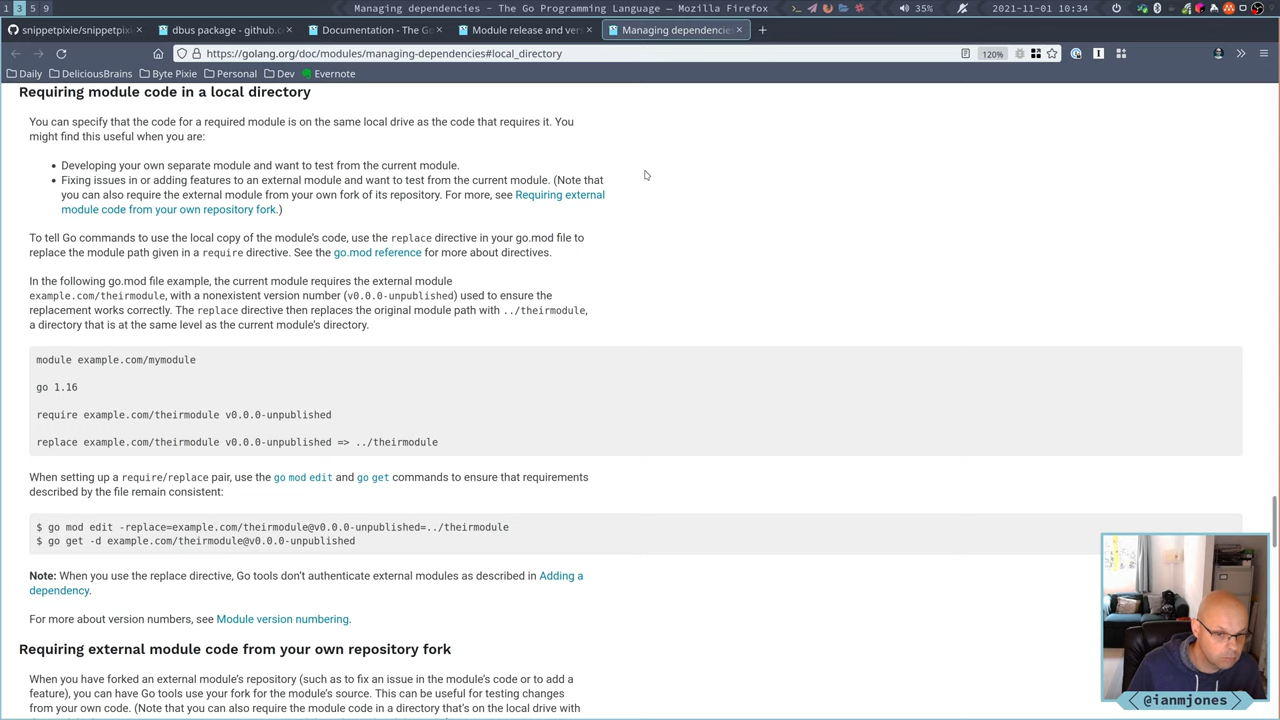 1 3 5 8 9
Managing dependencies - The Go Programming Language — Mozilla Firefox
35%
2021-11-01 10:34
snippetpixie/snippetpixi
dbus package - github.c
Documentation - The Go
Module release and ver
Managing dependencie
https://golang.org/doc/modules/managing-dependencies#local_directory
120%
Daily DeliciousBrains Byte Pixie Personal Dev Evernote
Requiring module code in a local directory
You can specify that the code for a required module is on the same local drive as the code that requires it. You
might find this useful when you are:
• Developing your own separate module and want to test from the current module.
• Fixing issues in or adding features to an external module and want to test from the current module. (Note that
you can also require the external module from your own fork of its repository. For more, see Requiring external
module code from your own repository fork.)
To tell Go commands to use the local copy of the module’s code, use the replace directive in your go.mod file to
replace the module path given in a require directive. See the go.mod reference for more about directives.
In the following go.mod file example, the current module requires the external module
example.com/theirmodule, with a nonexistent version number (v0.0.0-unpublished) used to ensure the
replacement works correctly. The replace directive then replaces the original module path with ../theirmodule,
a directory that is at the same level as the current module’s directory.
module example.com/mymodule
go 1.16
require example.com/theirmodule v0.0.0-unpublished
replace example.com/theirmodule v0.0.0-unpublished => ../theirmodule
When setting up a require/replace pair, use the go mod edit and go get commands to ensure that requirements
described by the file remain consistent:
$ go mod edit -replace=example.com/theirmodule@v0.0.0-unpublished=../theirmodule
$ go get -d example.com/theirmodule@v0.0.0-unpublished
Note: When you use the replace directive, Go tools don’t authenticate external modules as described in Adding a
dependency.
For more about version numbers, see Module version numbering.
Requiring external module code from your own repository fork
When you have forked an external module’s repository (such as to fix an issue in the module’s code or to add a
feature), you can have Go tools use your fork for the module’s source. This can be useful for testing changes
from your own code. (Note that you can also require the module code in a directory that’s on the local drive with
@ianmjones